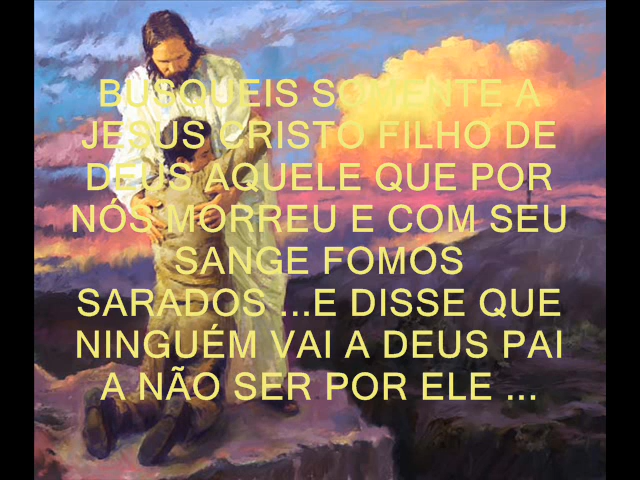 BUSQUEIS SOMENTE A
JESUS CRISTO FILHO DE
DEUS AQUELE QUE POR
NÓS MORREU E COM SEU
SANGE FOMOS
SARADOS ...E DISSE QUE
NINGUÉM VAI A DEUS PAI
A NÃO SER POR ELE ...